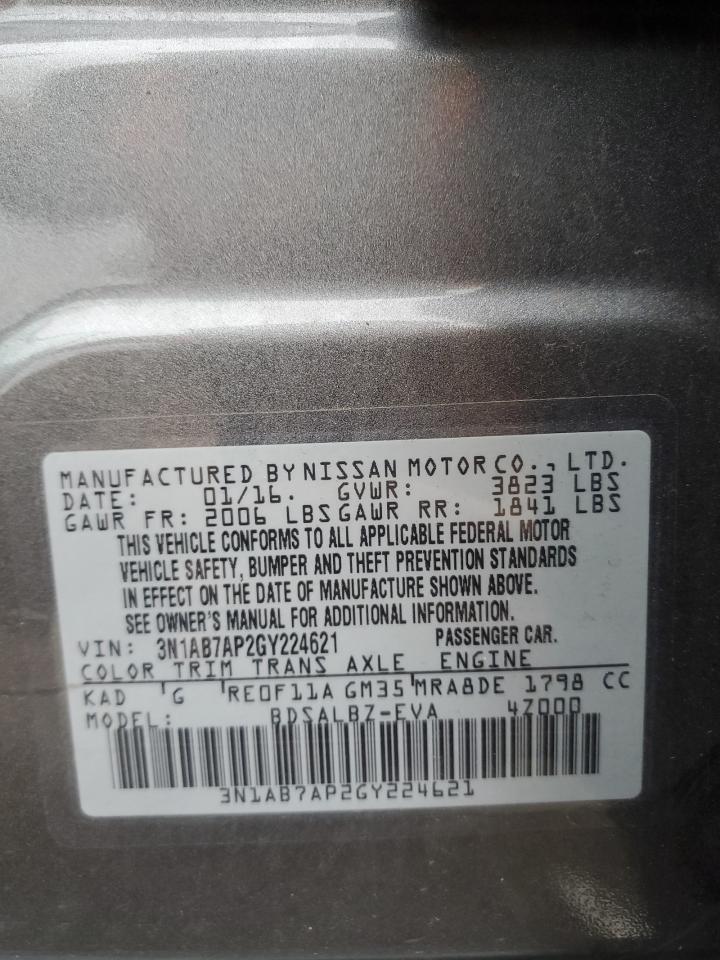 MANUFACTURED BY NISSAN MOTOR CO., LTD.
DATE: 01/16. GVWR: 3823 LBS
GAWR FR: 2006 LBS GAWR RR: 1841 LBS
THIS VEHICLE CONFORMS TO ALL APPLICABLE FEDERAL MOTOR
VEHICLE SAFETY, BUMPER AND THEFT PREVENTION STANDARDS
IN EFFECT ON THE DATE OF MANUFACTURE SHOWN ABOVE.
SEE OWNER'S MANUAL FOR ADDITIONAL INFORMATION.
VIN: 3N1AB7AP2GY224621 PASSENGER CAR.
COLOR TRIM TRANS AXLE ENGINE
KAD G RE0F11A GM35 MRA8DE 1798 CC
MODEL: BDSALBZ-EVA 4Z000
3N1AB7AP2GY224621